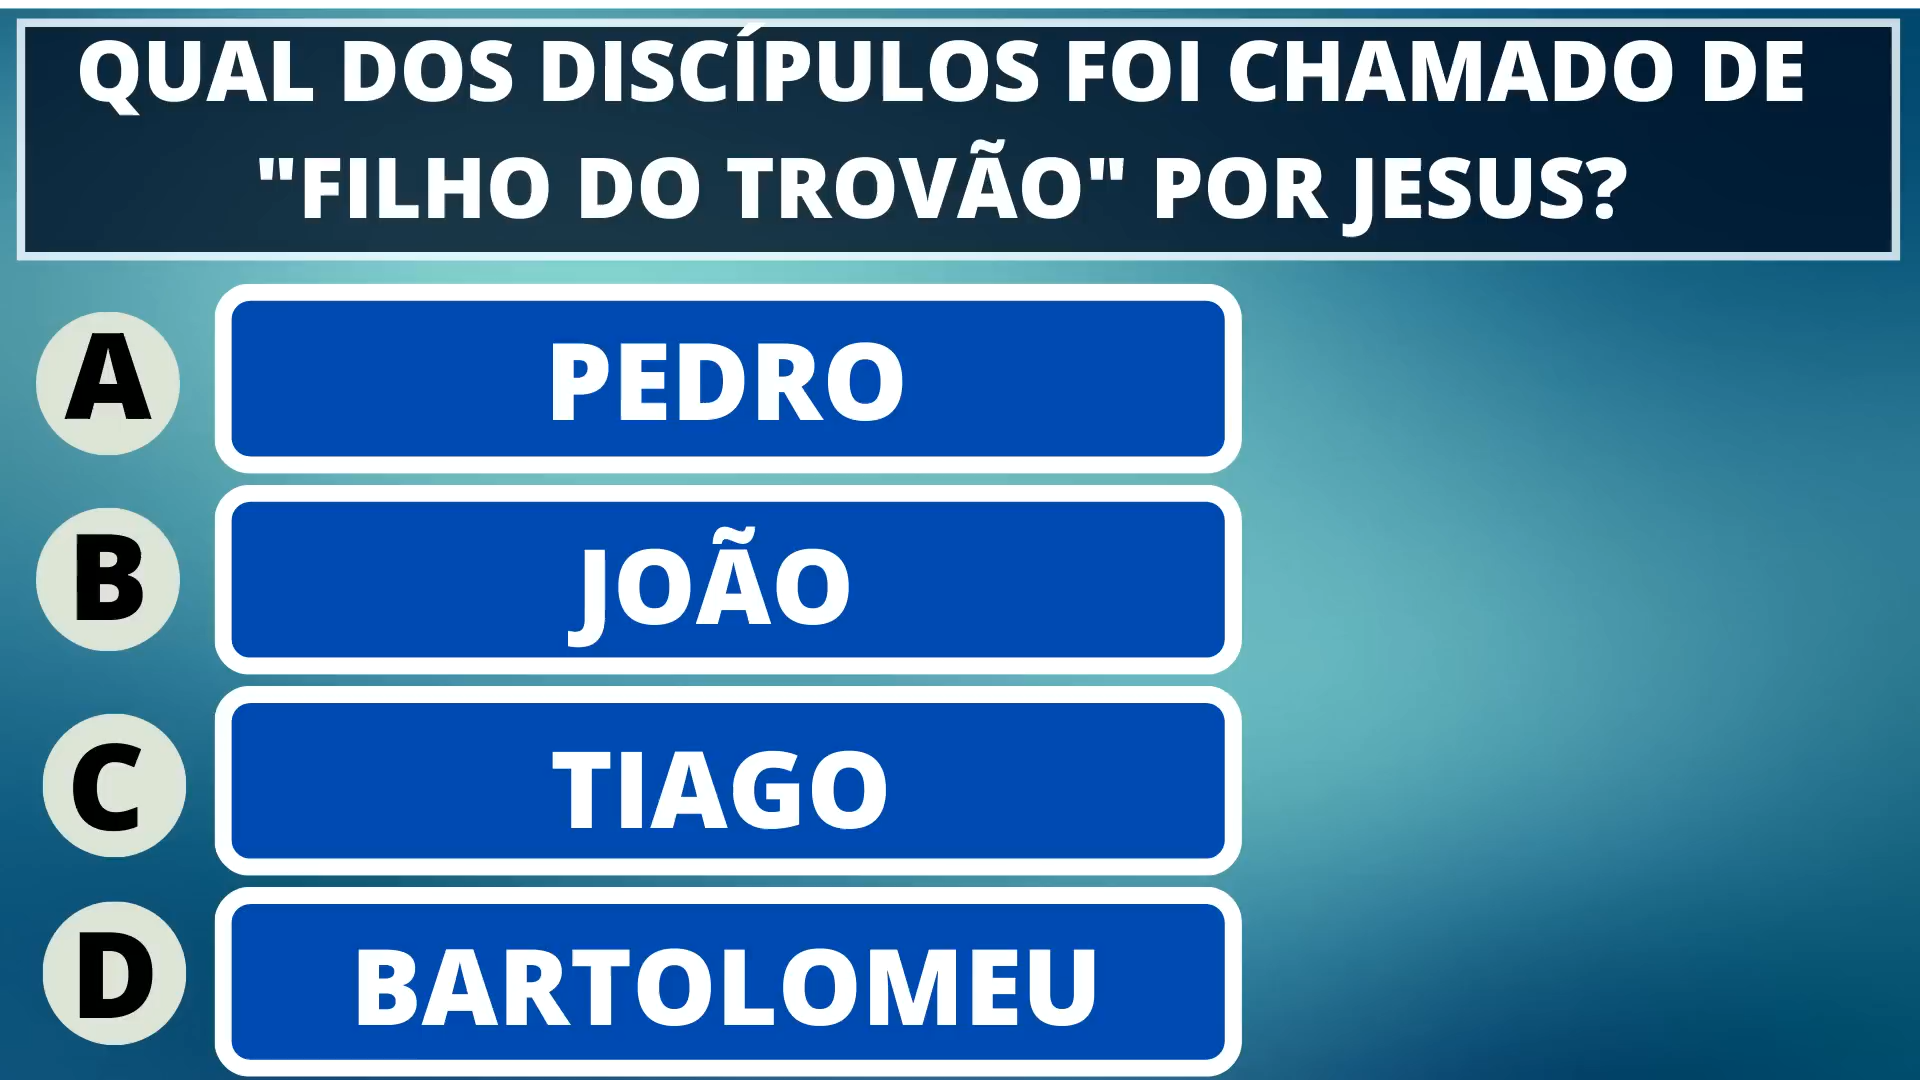 QUAL DOS DISCÍPULOS FOI CHAMADO DE
"FILHO DO TROVÃO" POR JESUS?
A
PEDRO
B
JOÃO
C
TIAGO
D
BARTOLOMEU